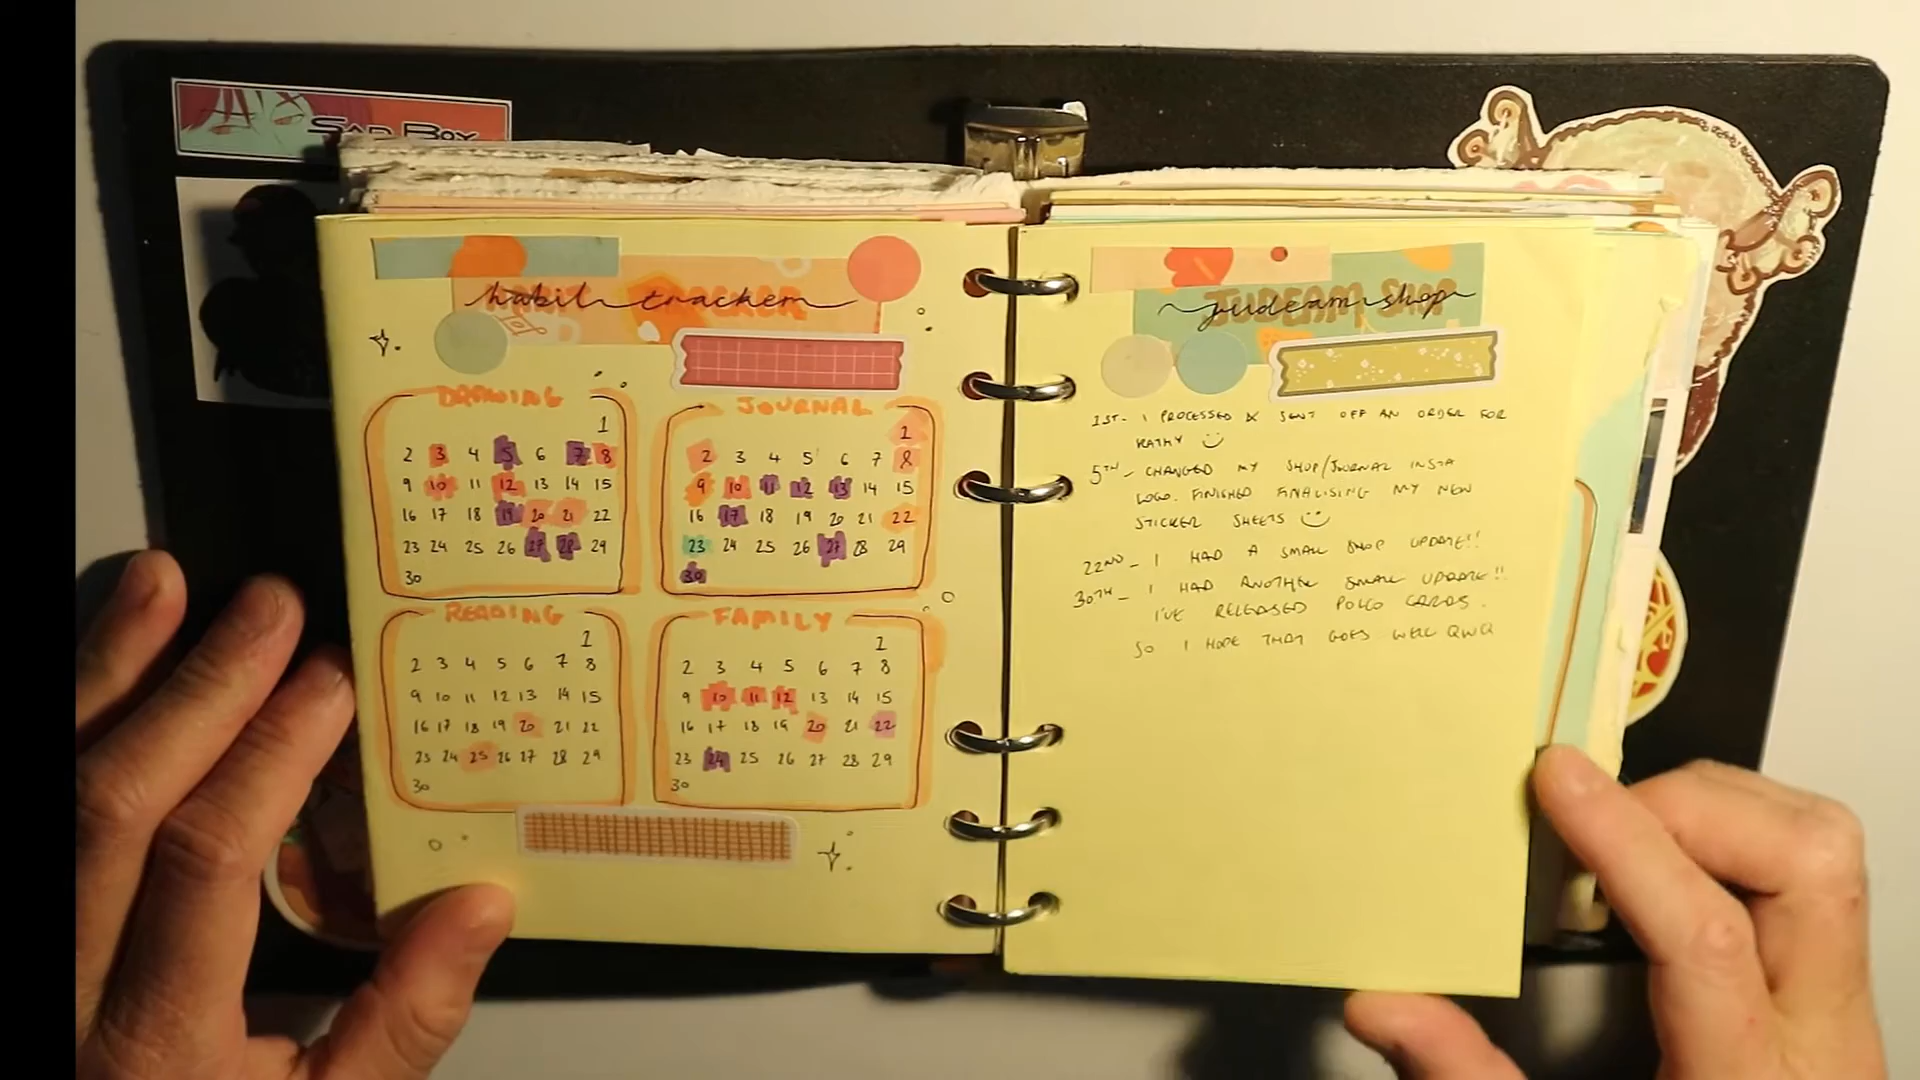 SAD BOY
habit tracker
HABIT TRACKER
DRAWING
1
2 3 4 5 6 7 8
9 10 11 12 13 14 15
16 17 18 19 20 21 22
23 24 25 26 27 28 29
30
JOURNAL
1
2 3 4 5 6 7 8
9 10 11 12 13 14 15
16 17 18 19 20 21 22
23 24 25 26 27 28 29
30
READING
1
2 3 4 5 6 7 8
9 10 11 12 13 14 15
16 17 18 19 20 21 22
23 24 25 26 27 28 29
30
FAMILY
1
2 3 4 5 6 7 8
9 10 11 12 13 14 15
16 17 18 19 20 21 22
23 24 25 26 27 28 29
30
judeam shop
JUDEAM SHOP
1ST - I PROCESSED & SENT OFF AN ORDER FOR
KATHY
5TH - CHANGED MY SHOP/JOURNAL INSTA
LOGO. FINISHED FINALISING MY NEW
STICKER SHEETS
22ND - I HAD A SMALL SHOP UPDATE!!
30TH - I HAD ANOTHER SMALL UPDATE!!
I'VE RELEASED POLCO CARDS.
SO I HOPE THAT GOES WELL QWQ